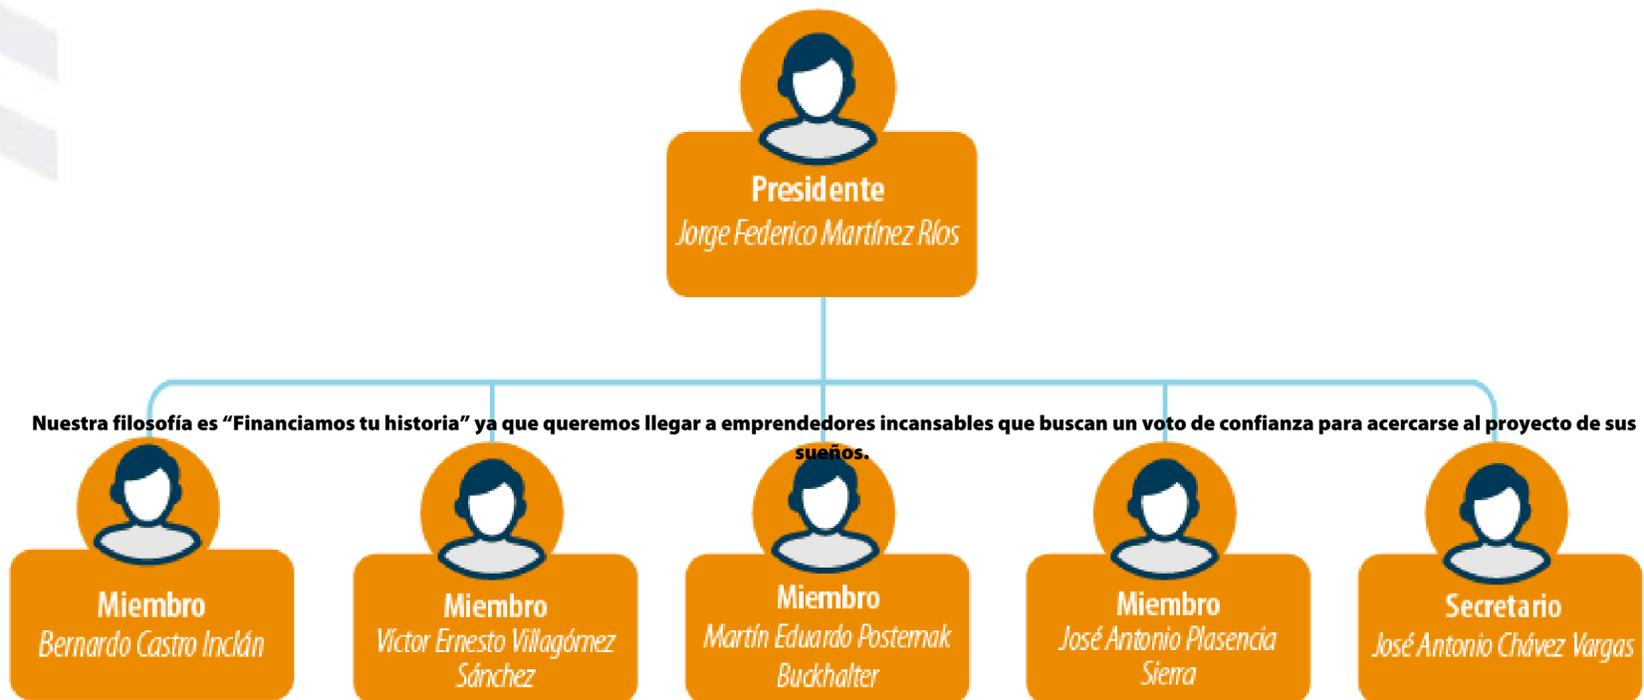 Presidente
Jorge Federico Martínez Ríos
Nuestra filosofía es “Financiamos tu historia” ya que queremos llegar a emprendedores incansables que buscan un voto de confianza para acercarse al proyecto de sus
sueños.
Miembro
Bernardo Castro Inclán
Miembro
Víctor Ernesto Villagómez
Sánchez
Miembro
Martín Eduardo Posternak
Buckhalter
Miembro
José Antonio Plasencia
Sierra
Secretario
José Antonio Chávez Vargas